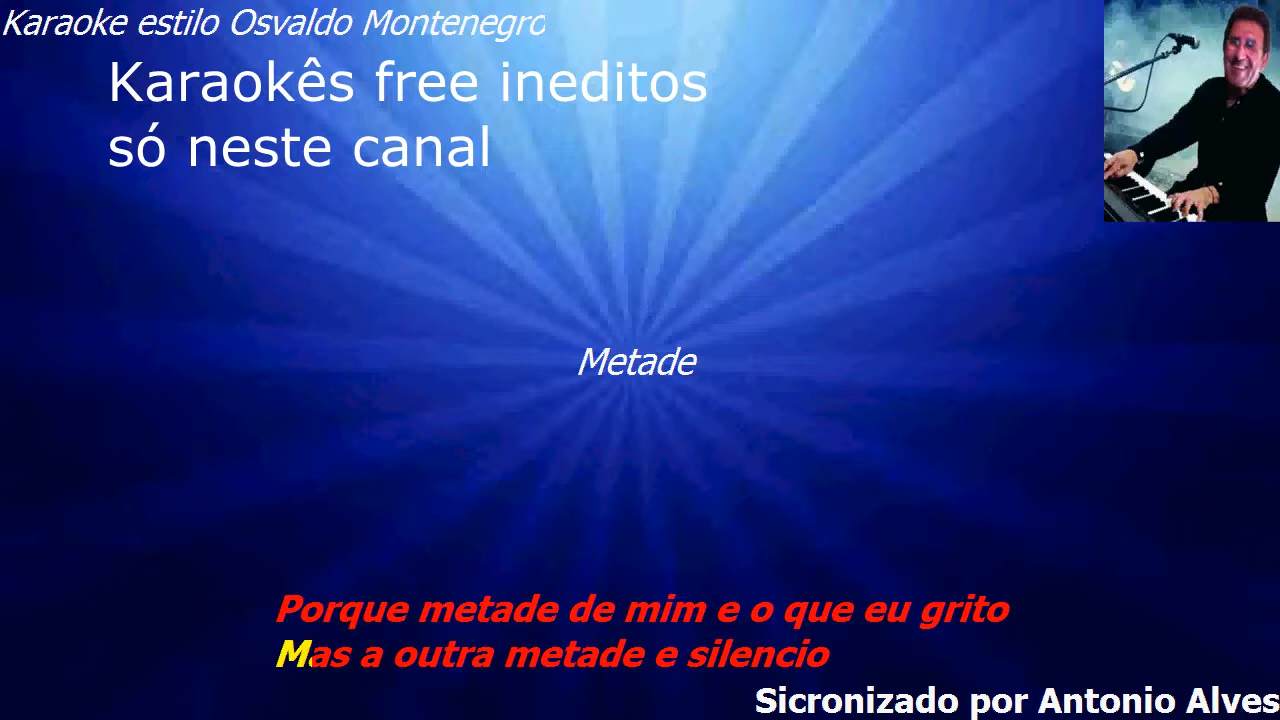 Karaoke estilo Osvaldo Montenegro
Karaokês free ineditos
só neste canal
Metade
Porque metade de mim e o que eu grito
Mas a outra metade e silencio
Sicronizado por Antonio Alves